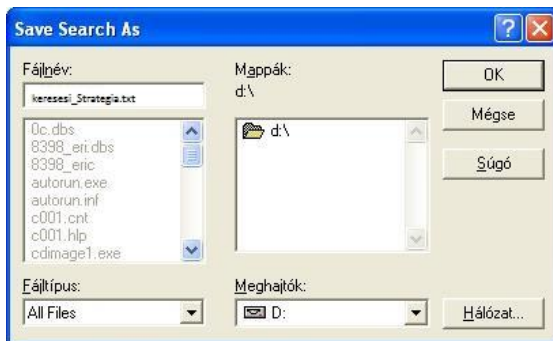 Save Search As
Fájlnév:
keresesi_Strategia.txt
0c.dbs
8398_eri.dbs
8398_eric
autorun.exe
autorun.inf
c001.cnt
c001.hlp
cdimage1.exe
Fájltípus:
All Files
Mappák:
d:\
d:\
Meghajtók:
D:
OK
Mégse
Súgó
Hálózat...